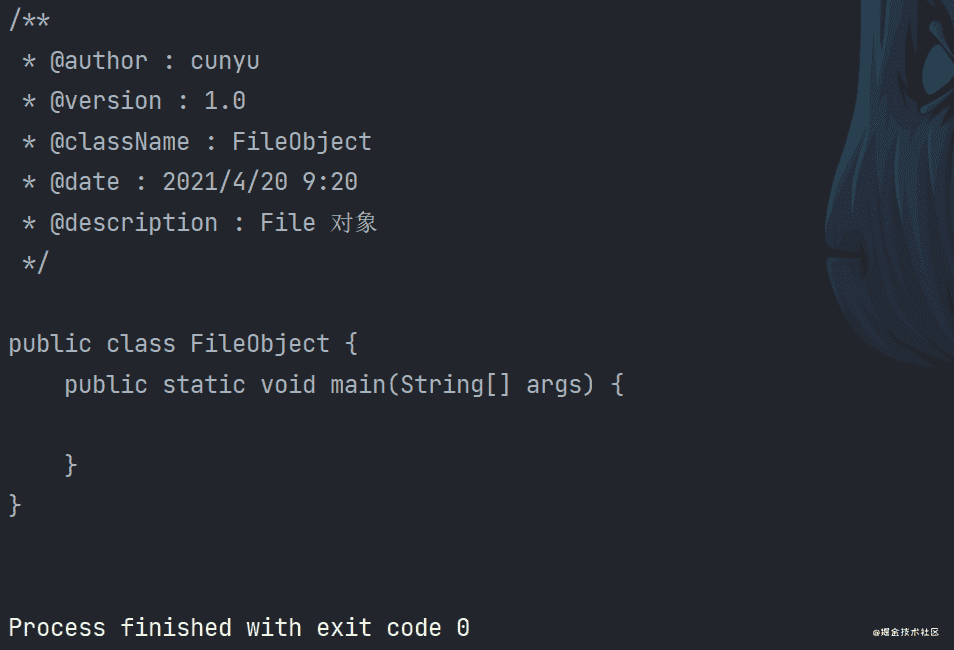 /**
 * @author : cunyu
 * @version : 1.0
 * @className : FileObject
 * @date : 2021/4/20 9:20
 * @description : File 对象
 */
public class FileObject {
    public static void main(String[] args) {
    }
}
Process finished with exit code 0
@掘金技术社区